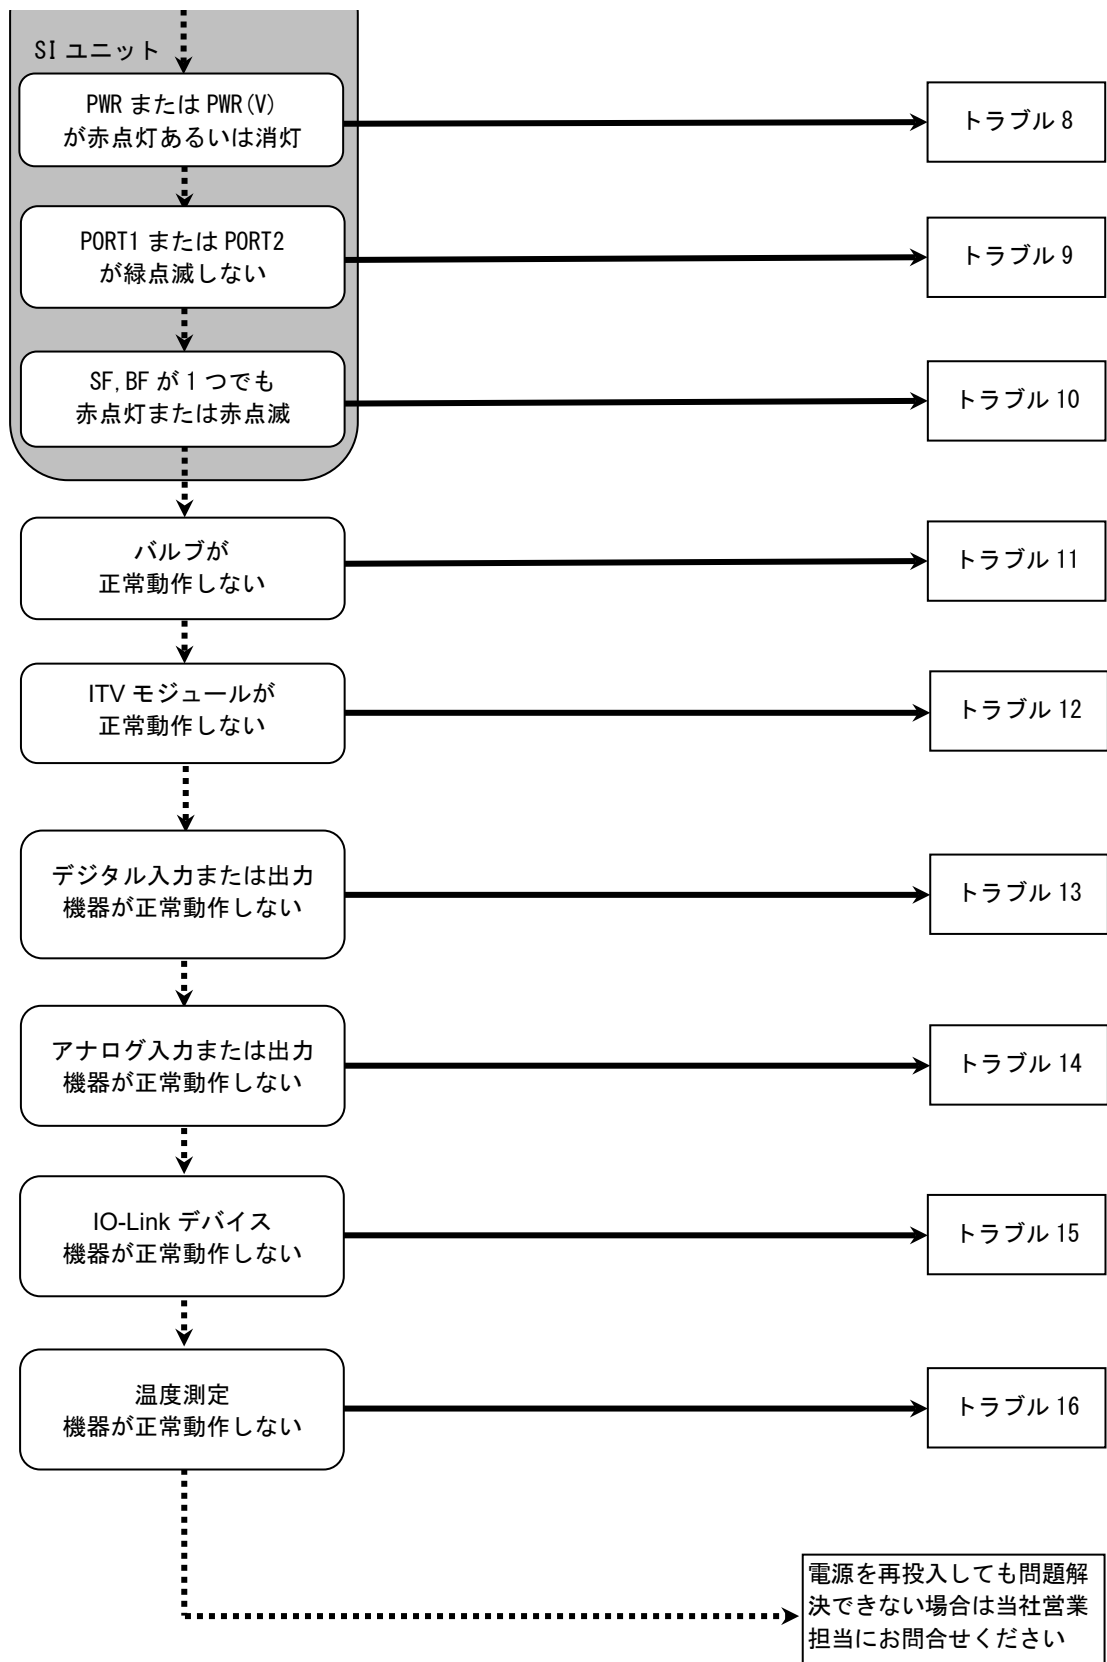 SI ユニット
PWR または PWR(V)
が赤点灯あるいは消灯
トラブル 8
PORT1 または PORT2
が緑点滅しない
トラブル 9
SF, BF が 1 つでも
赤点灯または赤点滅
トラブル 10
バルブが
正常動作しない
トラブル 11
ITV モジュールが
正常動作しない
トラブル 12
デジタル入力または出力
機器が正常動作しない
トラブル 13
アナログ入力または出力
機器が正常動作しない
トラブル 14
IO-Link デバイス
機器が正常動作しない
トラブル 15
温度測定
機器が正常動作しない
トラブル 16
電源を再投入しても問題解
決できない場合は当社営業
担当にお問合せください